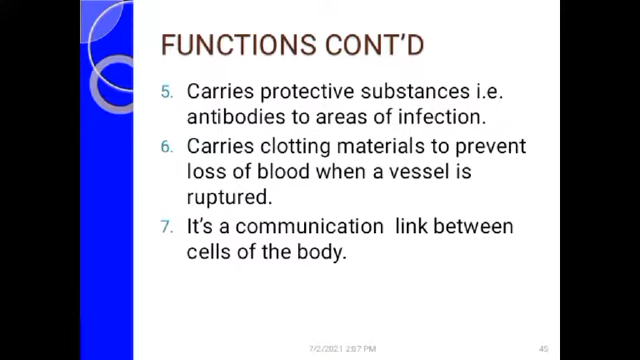 FUNCTIONS CONT'D
5. Carries protective substances i.e.
antibodies to areas of infection.
6. Carries clotting materials to prevent
loss of blood when a vessel is
ruptured.
7. It's a communication link between
cells of the body.
7/2/2021 2:07 PM
45